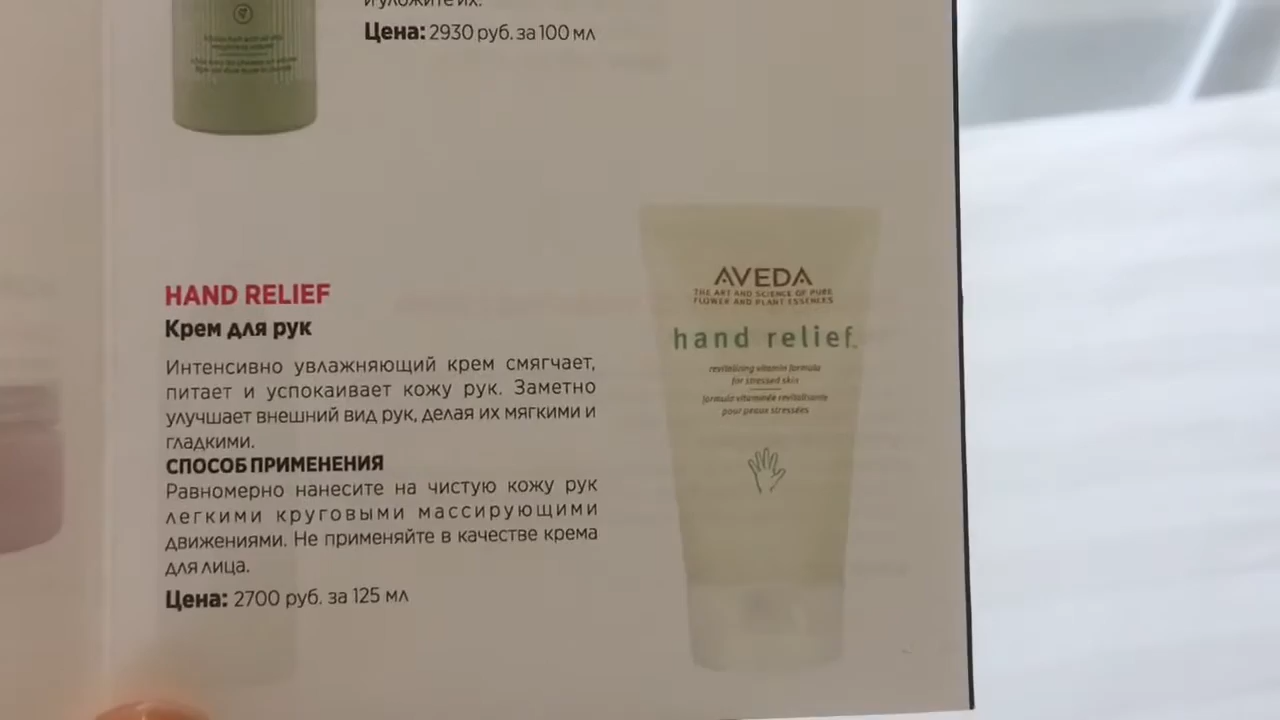 и уложите их.
Цена: 2930 руб. за 100 мл
HAND RELIEF
Крем для рук
Интенсивно увлажняющий крем смягчает,
питает и успокаивает кожу рук. Заметно
улучшает внешний вид рук, делая их мягкими и
гладкими.
СПОСОБ ПРИМЕНЕНИЯ
Равномерно нанесите на чистую кожу рук
легкими круговыми массирующими
движениями. Не применяйте в качестве крема
для лица.
Цена: 2700 руб. за 125 мл
AVEDA
THE ART AND SCIENCE OF PURE
FLOWER AND PLANT ESSENCES
hand relief™
revitalizing vitamin formula
for stressed skin
formule vitaminée revitalisante
pour peaux stressées